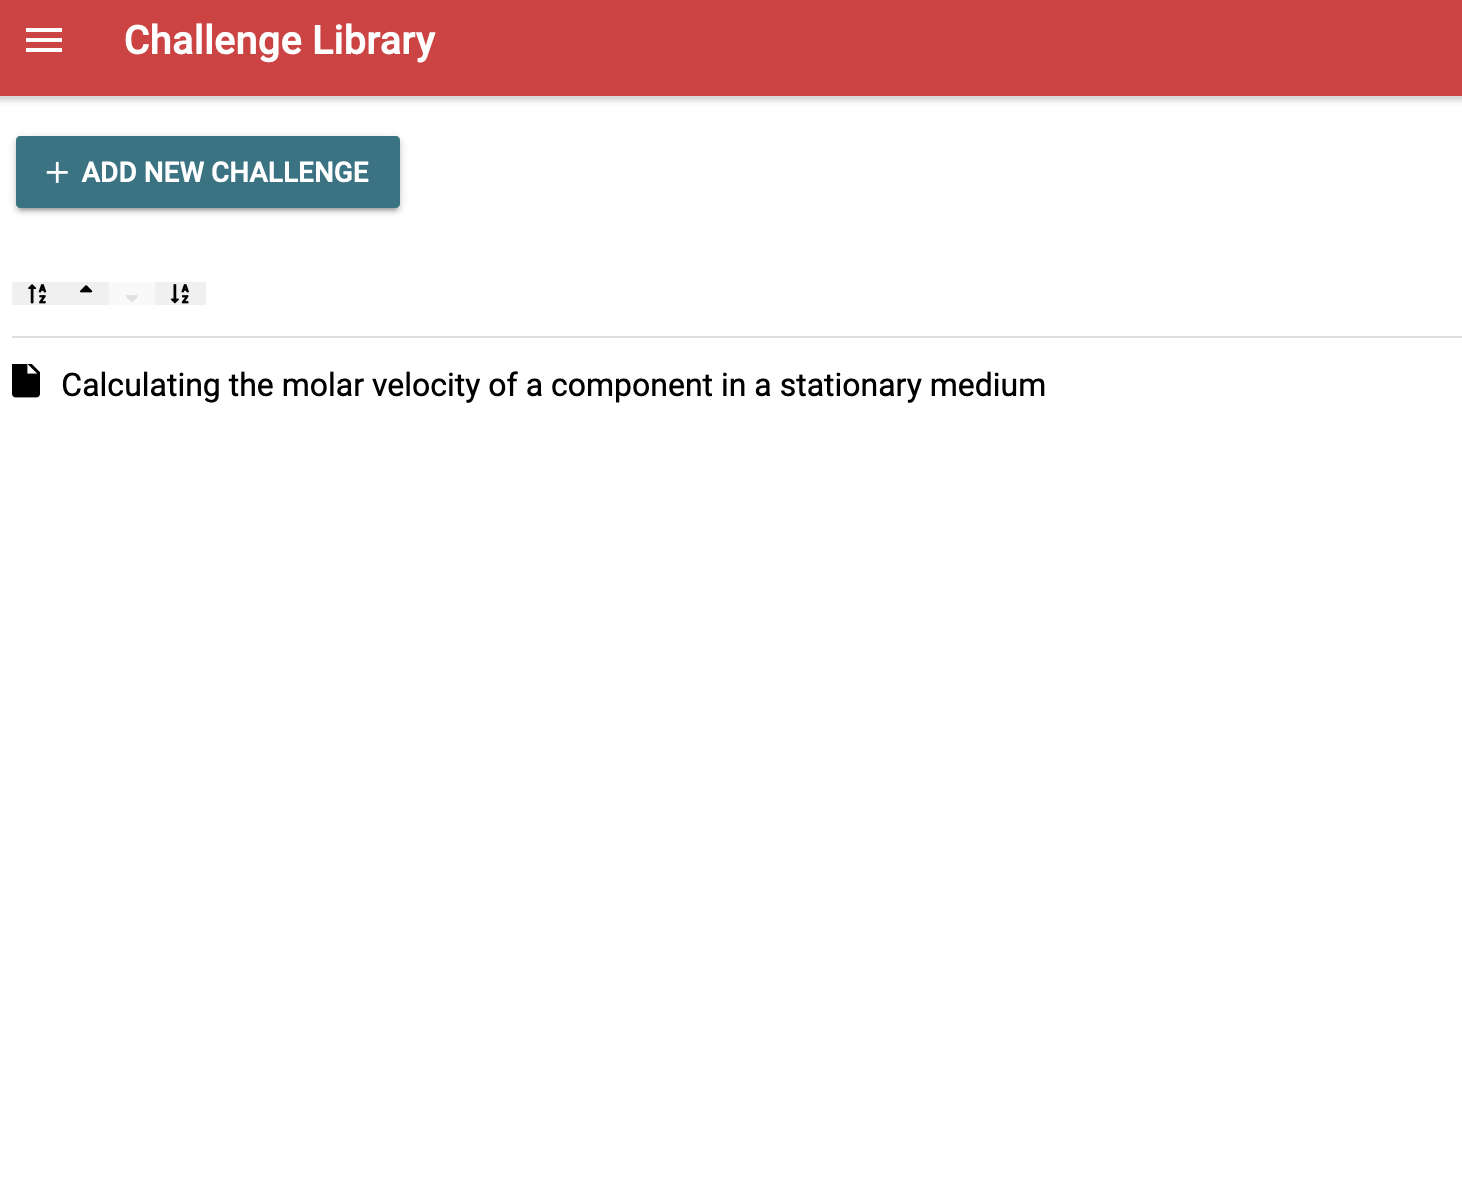 Challenge Library
+ ADD NEW CHALLENGE
Calculating the molar velocity of a component in a stationary medium